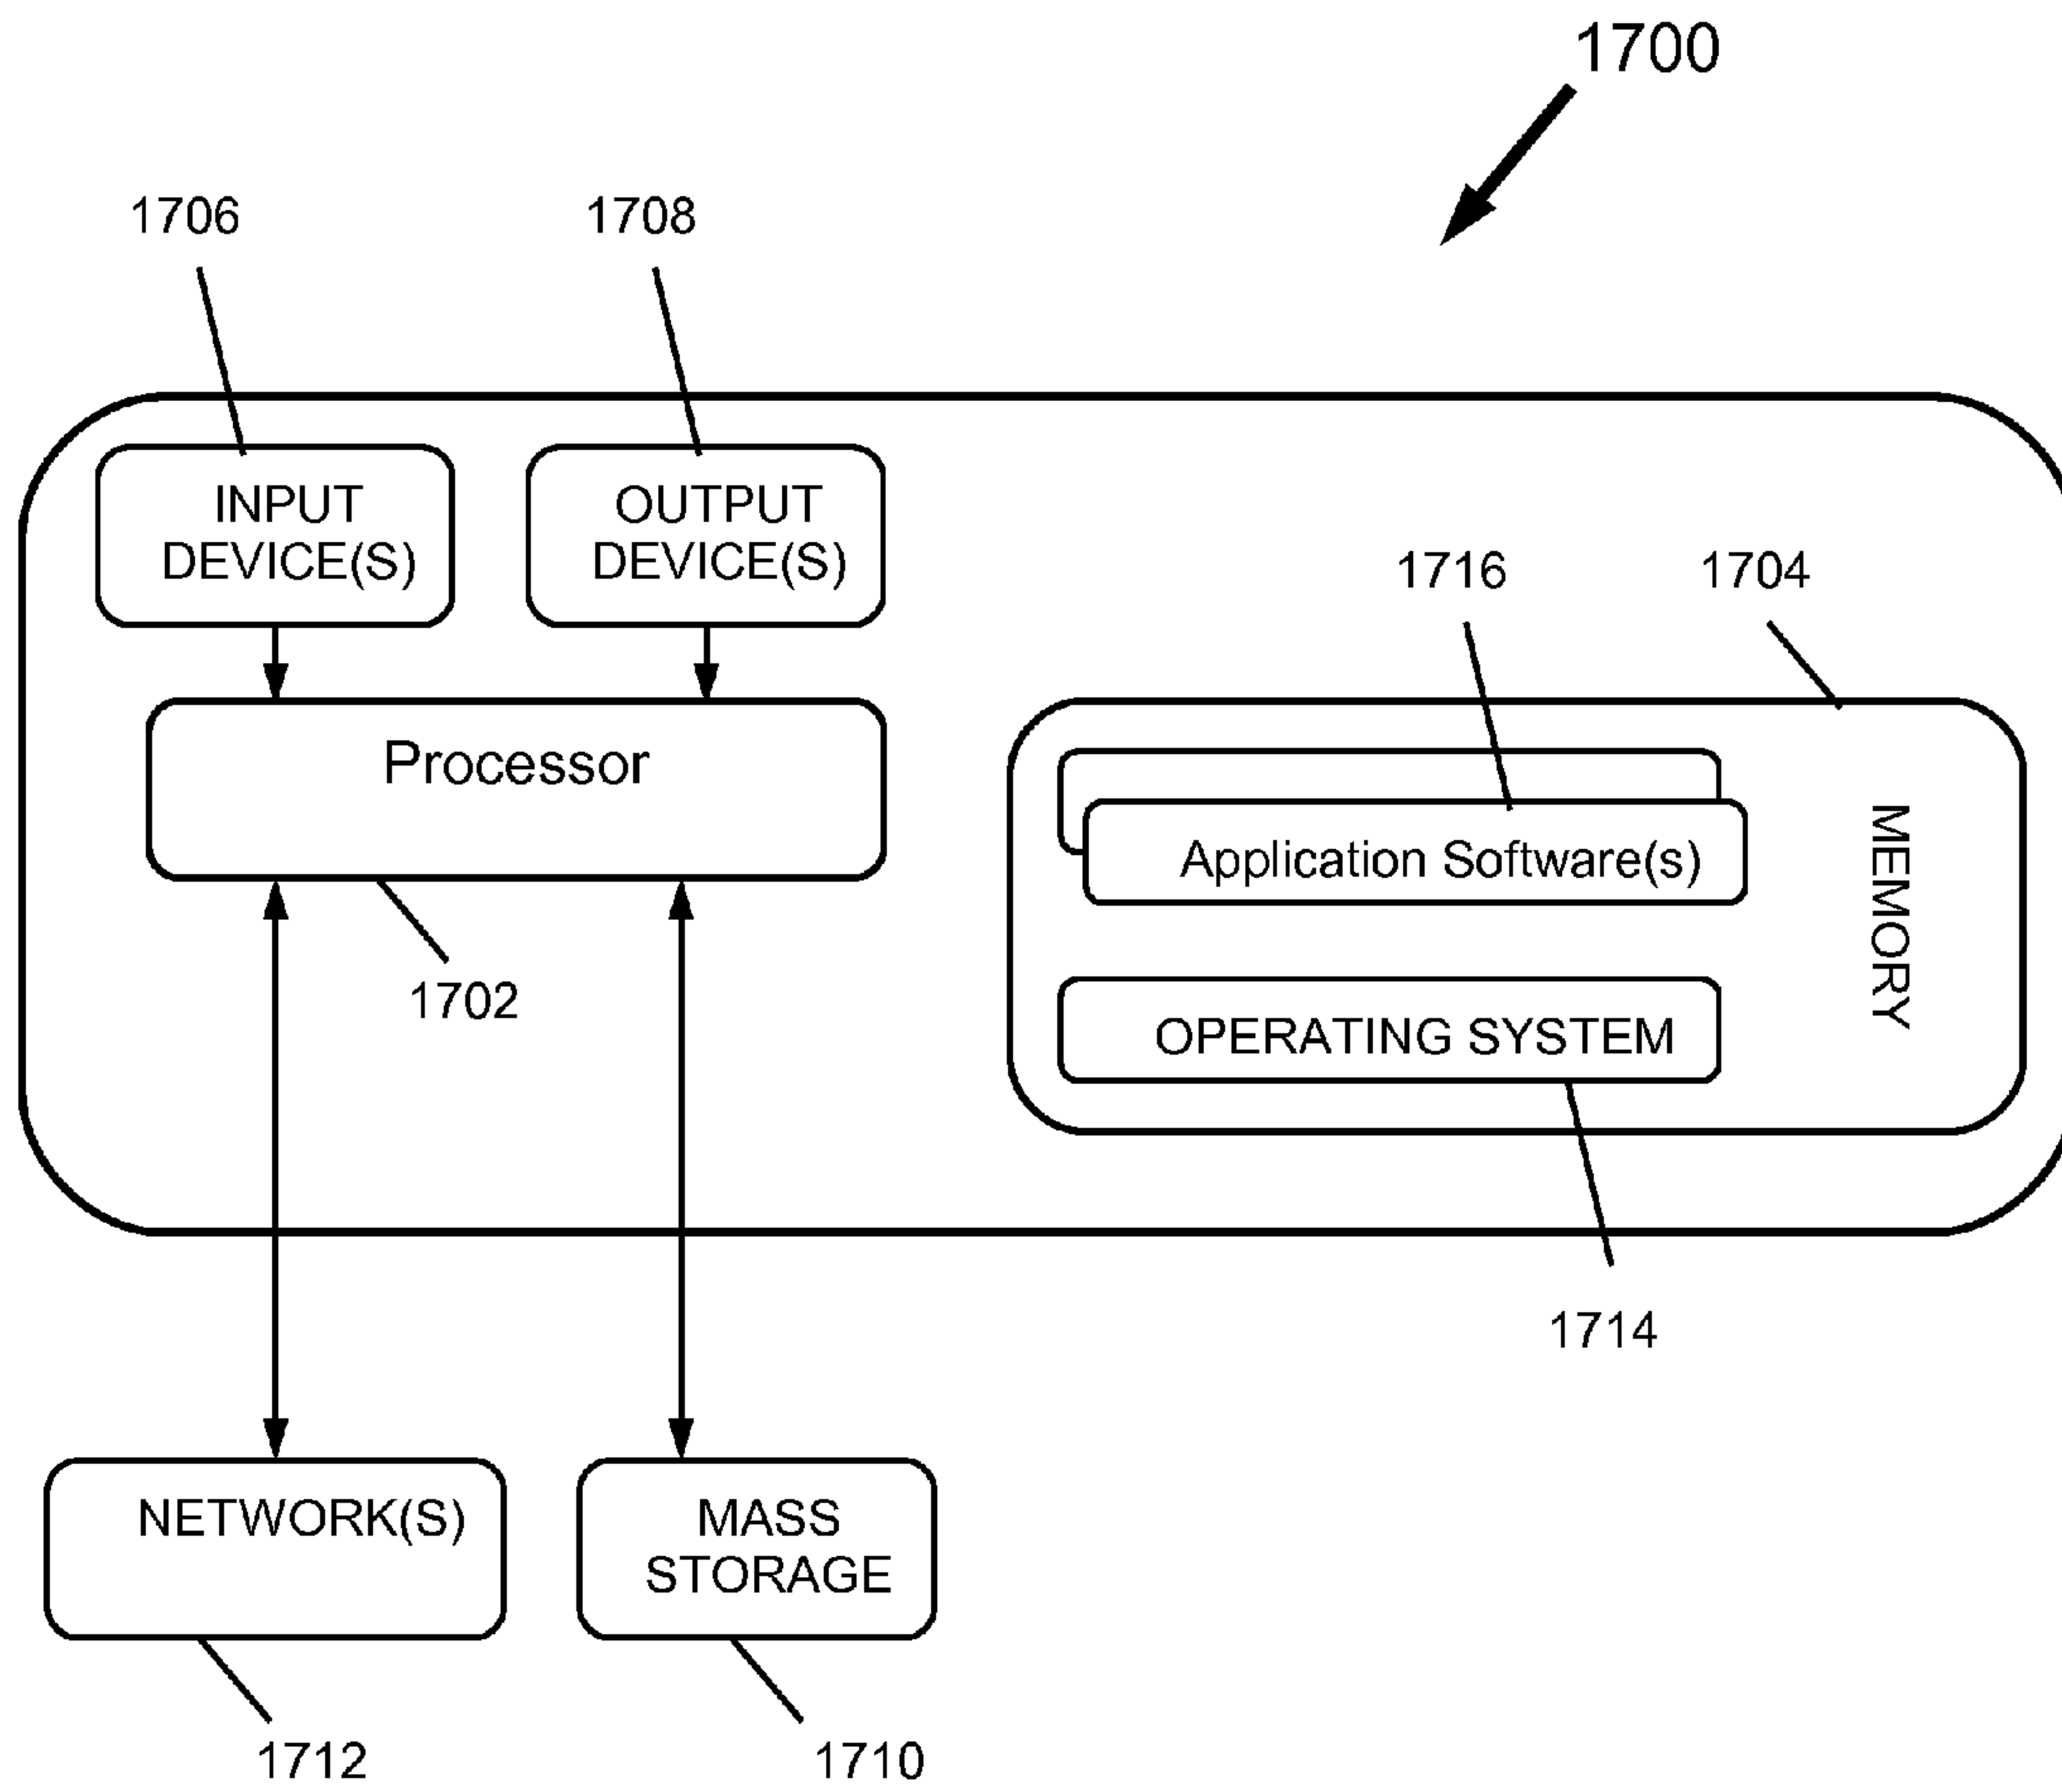 1700
1706
1708
INPUT
DEVICE(S)
OUTPUT
DEVICE(S)
1716
1704
Processor
Application Software(s)
MEMORY
1702
OPERATING SYSTEM
1714
NETWORK(S)
MASS
STORAGE
1712
1710